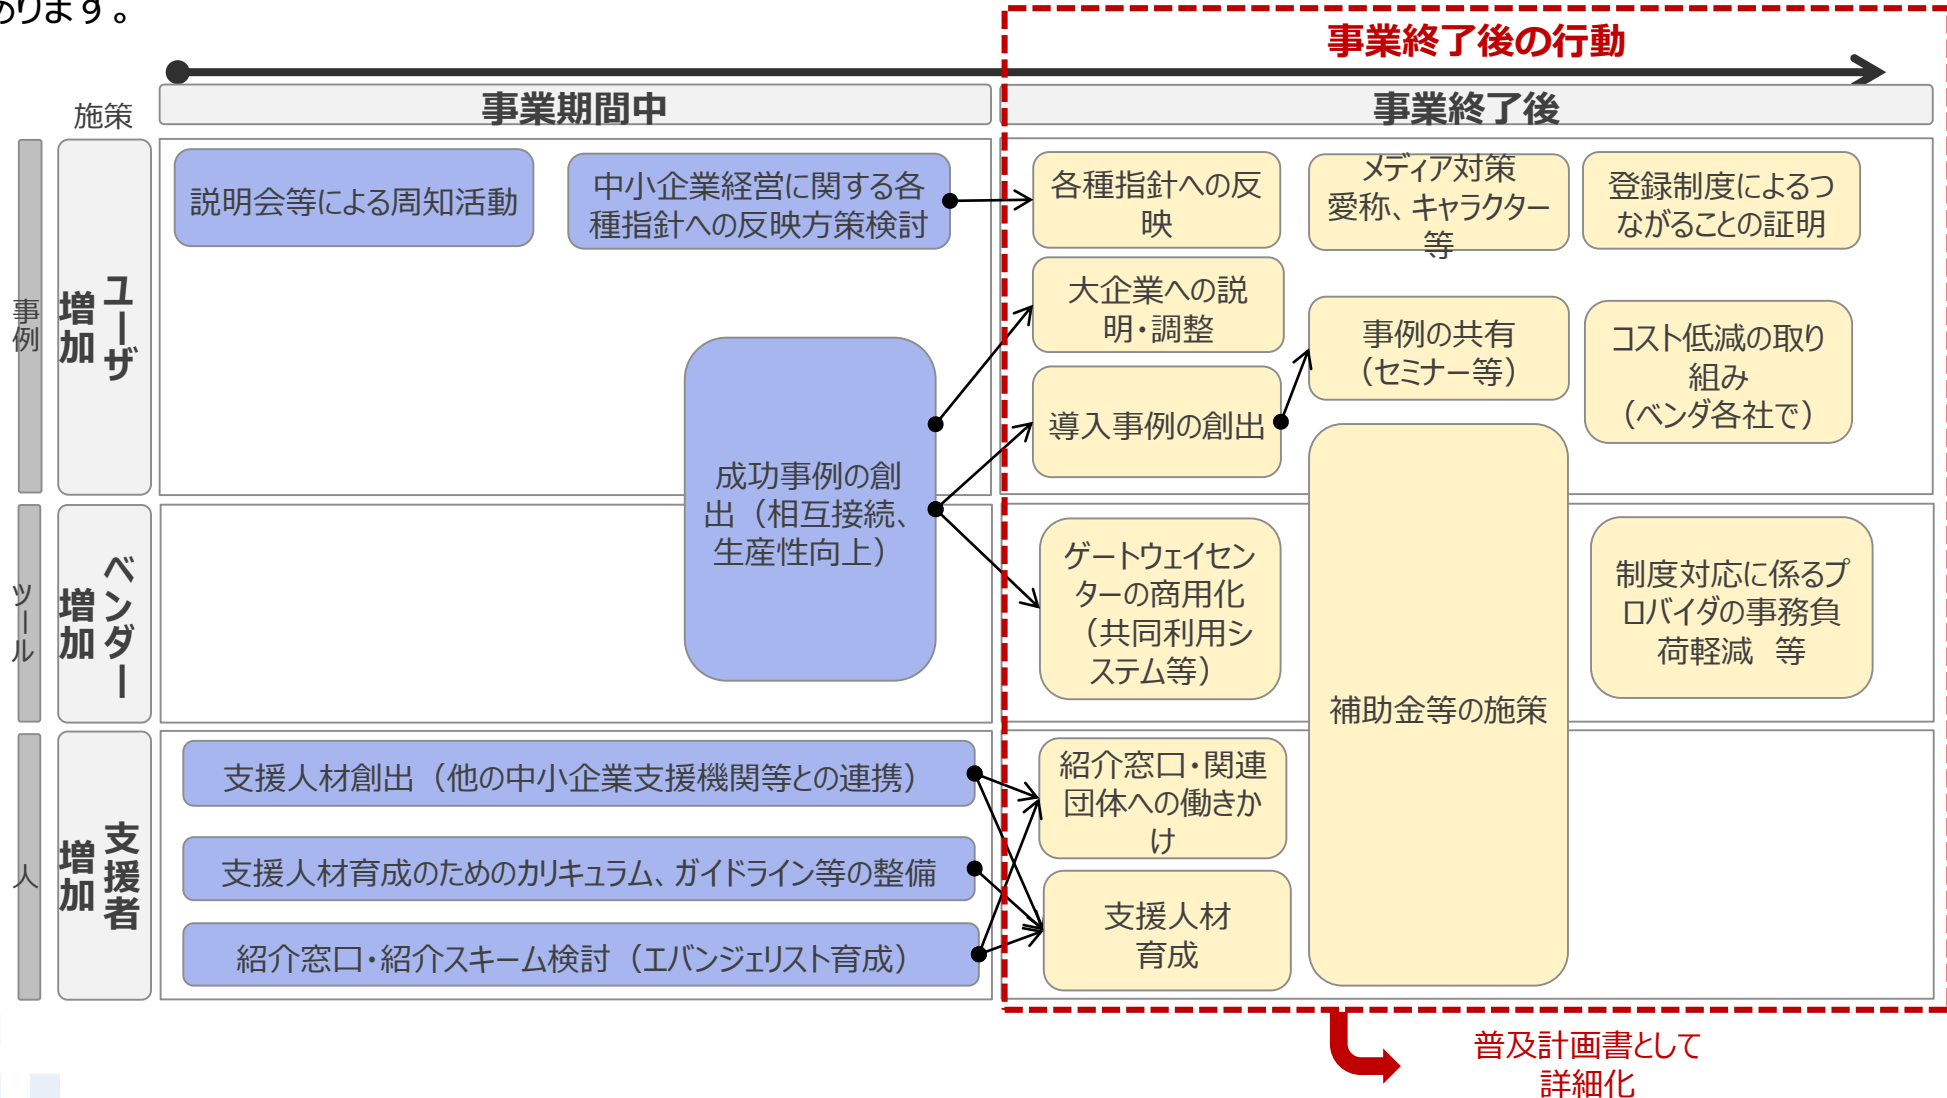 あります。
事業終了後の行動
施策
事業期間中
事業終了後
事例
ユーザ
増加
説明会等による周知活動
中小企業経営に関する各
種指針への反映方策検討
各種指針への反
映
メディア対策
愛称、キャラクター
等
登録制度によるつ
ながることの証明
大企業への説
明・調整
事例の共有
（セミナー等）
コスト低減の取り
組み
（ベンダ各社で）
導入事例の創出
成功事例の創
出（相互接続、
生産性向上）
ツール
ベンダー
増加
ゲートウェイセン
ターの商用化
（共同利用シ
ステム等）
補助金等の施策
制度対応に係るプ
ロバイダの事務負
荷軽減　等
人
支援者
増加
支援人材創出（他の中小企業支援機関等との連携）
支援人材育成のためのカリキュラム、ガイドライン等の整備
紹介窓口・紹介スキーム検討（エバンジェリスト育成）
紹介窓口・関連
団体への働きか
け
支援人材
育成
普及計画書として
詳細化